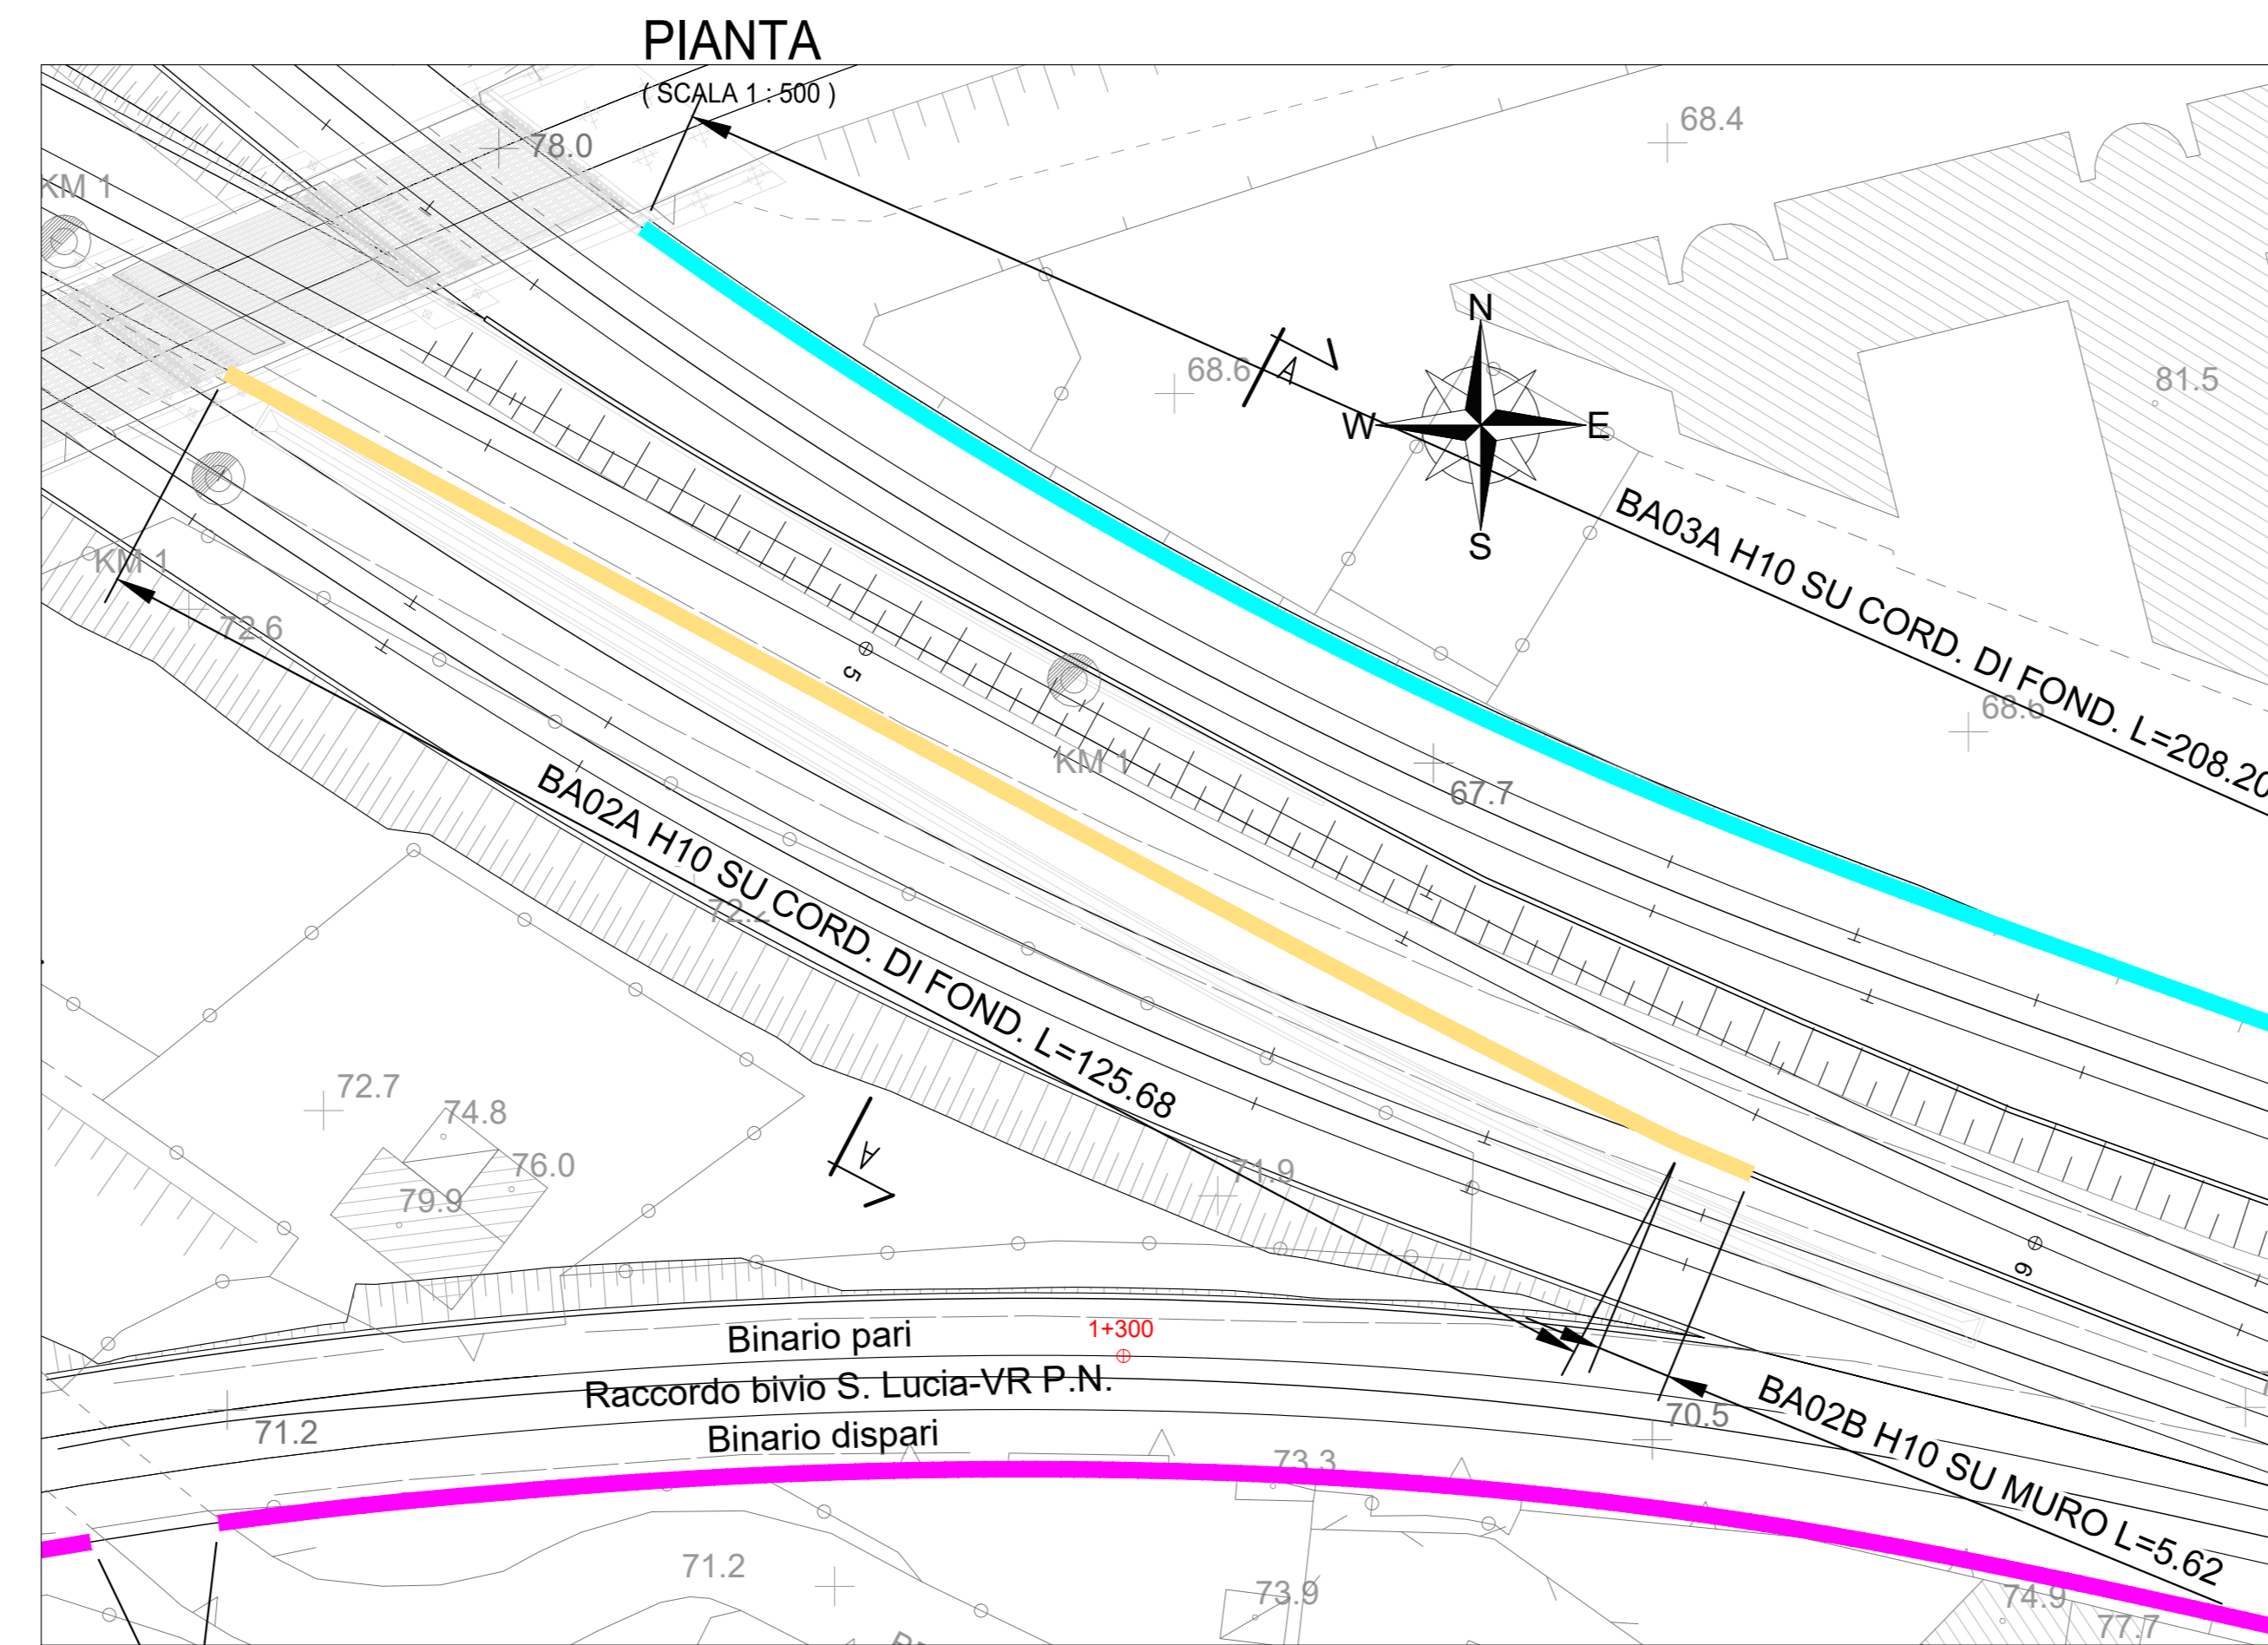 PIANTA
( SCALA 1 : 500 )
68.4
78.0
KM 1
N
68.6
A
81.5
W
E
S
BA03A H10 SU CORD. DI FOND. L=208.20
KM 1
72.6
5
68.6
KM 1
67.7
BA02A H10 SU CORD. DI FOND. L=125.68
72.2
72.7
74.8
76.0
79.9
A
71.9
6
Binario pari
1+300
Raccordo bivio S. Lucia-VR P.N.
Binario dispari
71.2
70.5
BA02B H10 SU MURO L=5.62
73.3
71.2
73.9
74.9
77.7